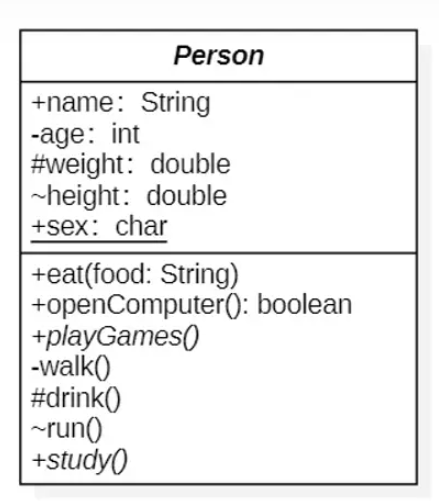 Person
+name: String
-age: int
#weight: double
~height: double
+sex: char
+eat(food: String)
+openComputer(): boolean
+playGames()
-walk()
#drink()
~run()
+study()